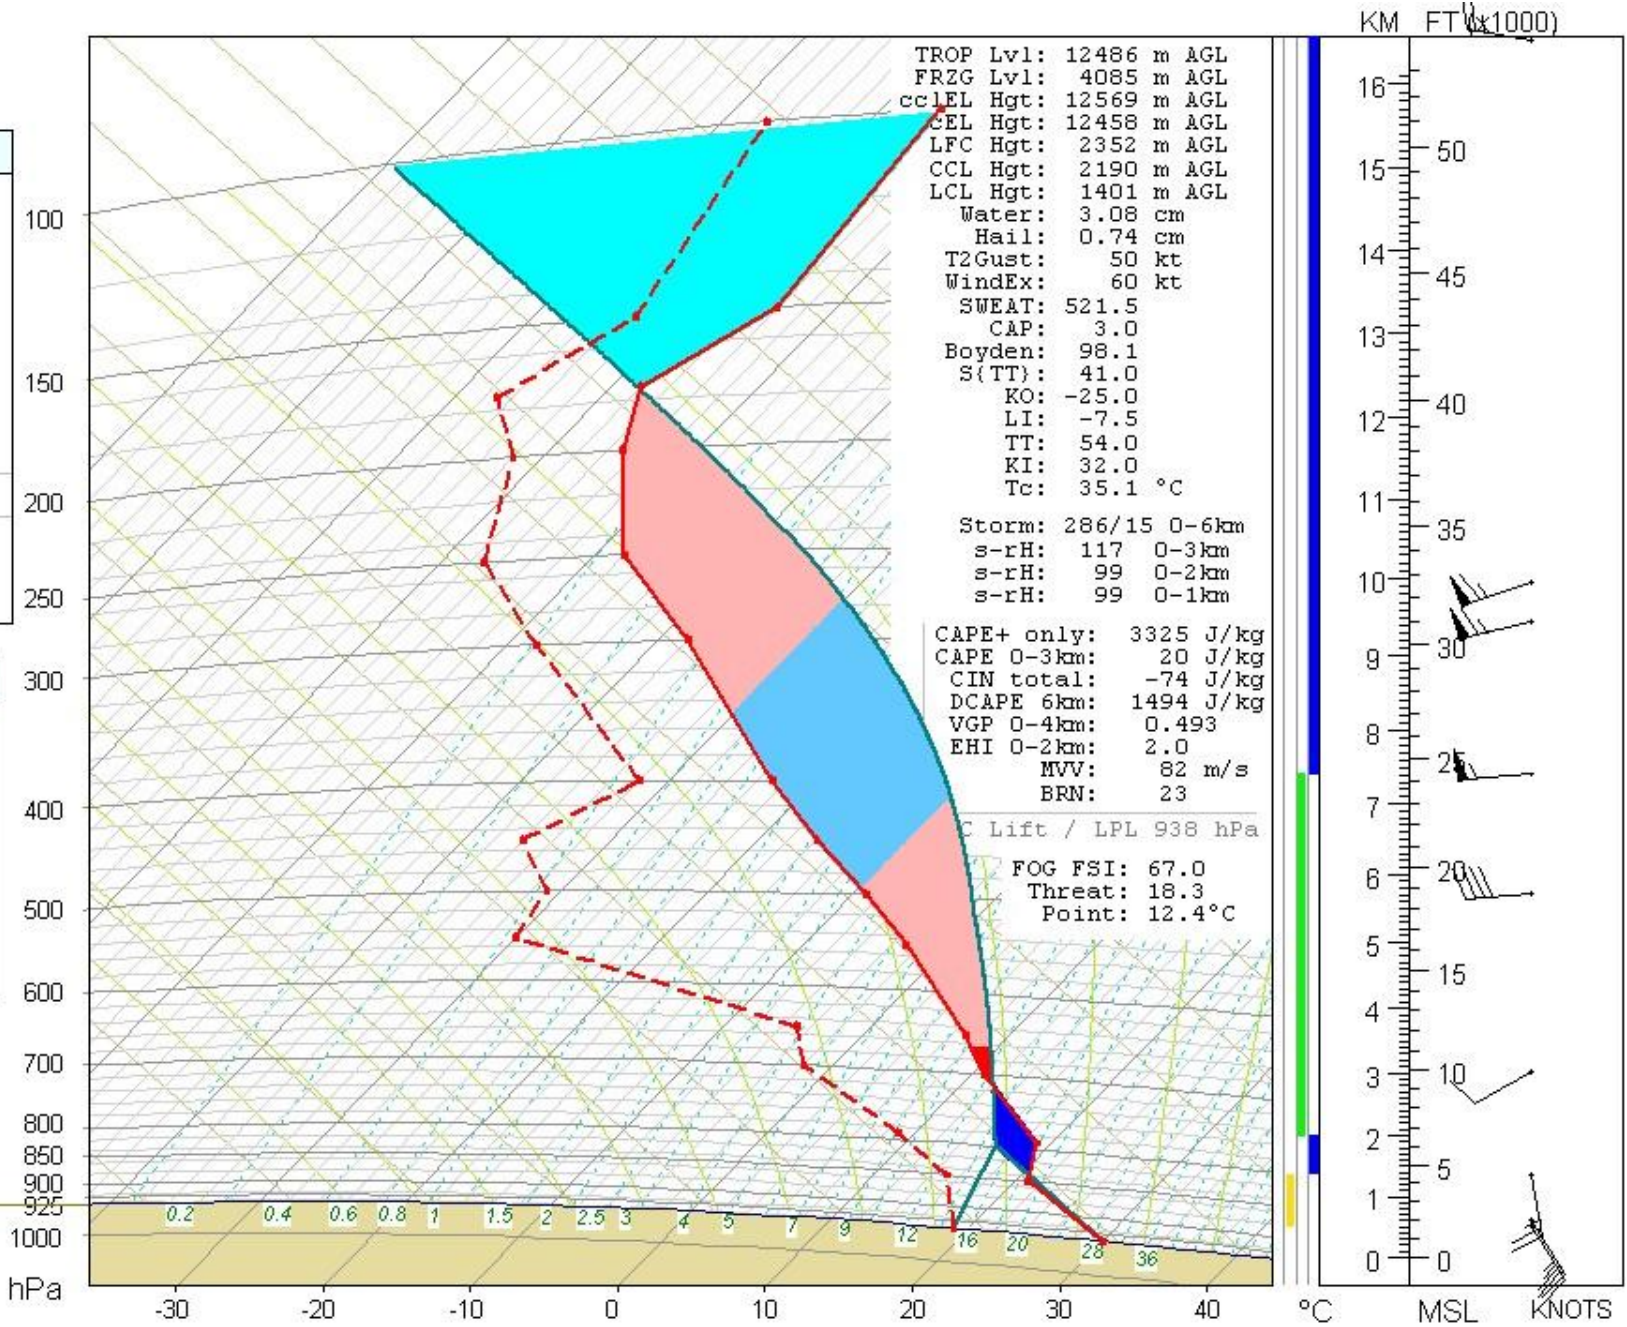 KM FT (x1000)
TROP Lvl: 12486 m AGL
FRZG Lvl: 4085 m AGL
cclEL Hgt: 12569 m AGL
CEL Hgt: 12458 m AGL
LFC Hgt: 2352 m AGL
CCL Hgt: 2190 m AGL
LCL Hgt: 1401 m AGL
Water: 3.08 cm
Hail: 0.74 cm
T2Gust: 50 kt
WindEx: 60 kt
SWEAT: 521.5
CAP: 3.0
Boyden: 98.1
S{TT}: 41.0
KO: -25.0
LI: -7.5
TT: 54.0
KI: 32.0
Tc: 35.1 °C
Storm: 286/15 0-6km
s-rH: 117 0-3km
s-rH: 99 0-2km
s-rH: 99 0-1km
CAPE+ only: 3325 J/kg
CAPE 0-3km: 20 J/kg
CIN total: -74 J/kg
DCAPE 6km: 1494 J/kg
VGP 0-4km: 0.493
EHI 0-2km: 2.0
MVV: 82 m/s
BRN: 23
C Lift / LPL 938 hPa
FOG FSI: 67.0
Threat: 18.3
Point: 12.4°C
100
150
200
250
300
400
500
600
700
800
850
900
925
1000
hPa
0.2 0.4 0.6 0.8 1 1.5 2 2.5 3 4 5 7 9 12 16 20 28 36
-30 -20 -10 0 10 20 30 40 °C
16
15
14
13
12
11
10
9
8
7
6
5
4
3
2
1
0
50
45
40
35
30
25
20
15
10
5
0
MSL KNOTS